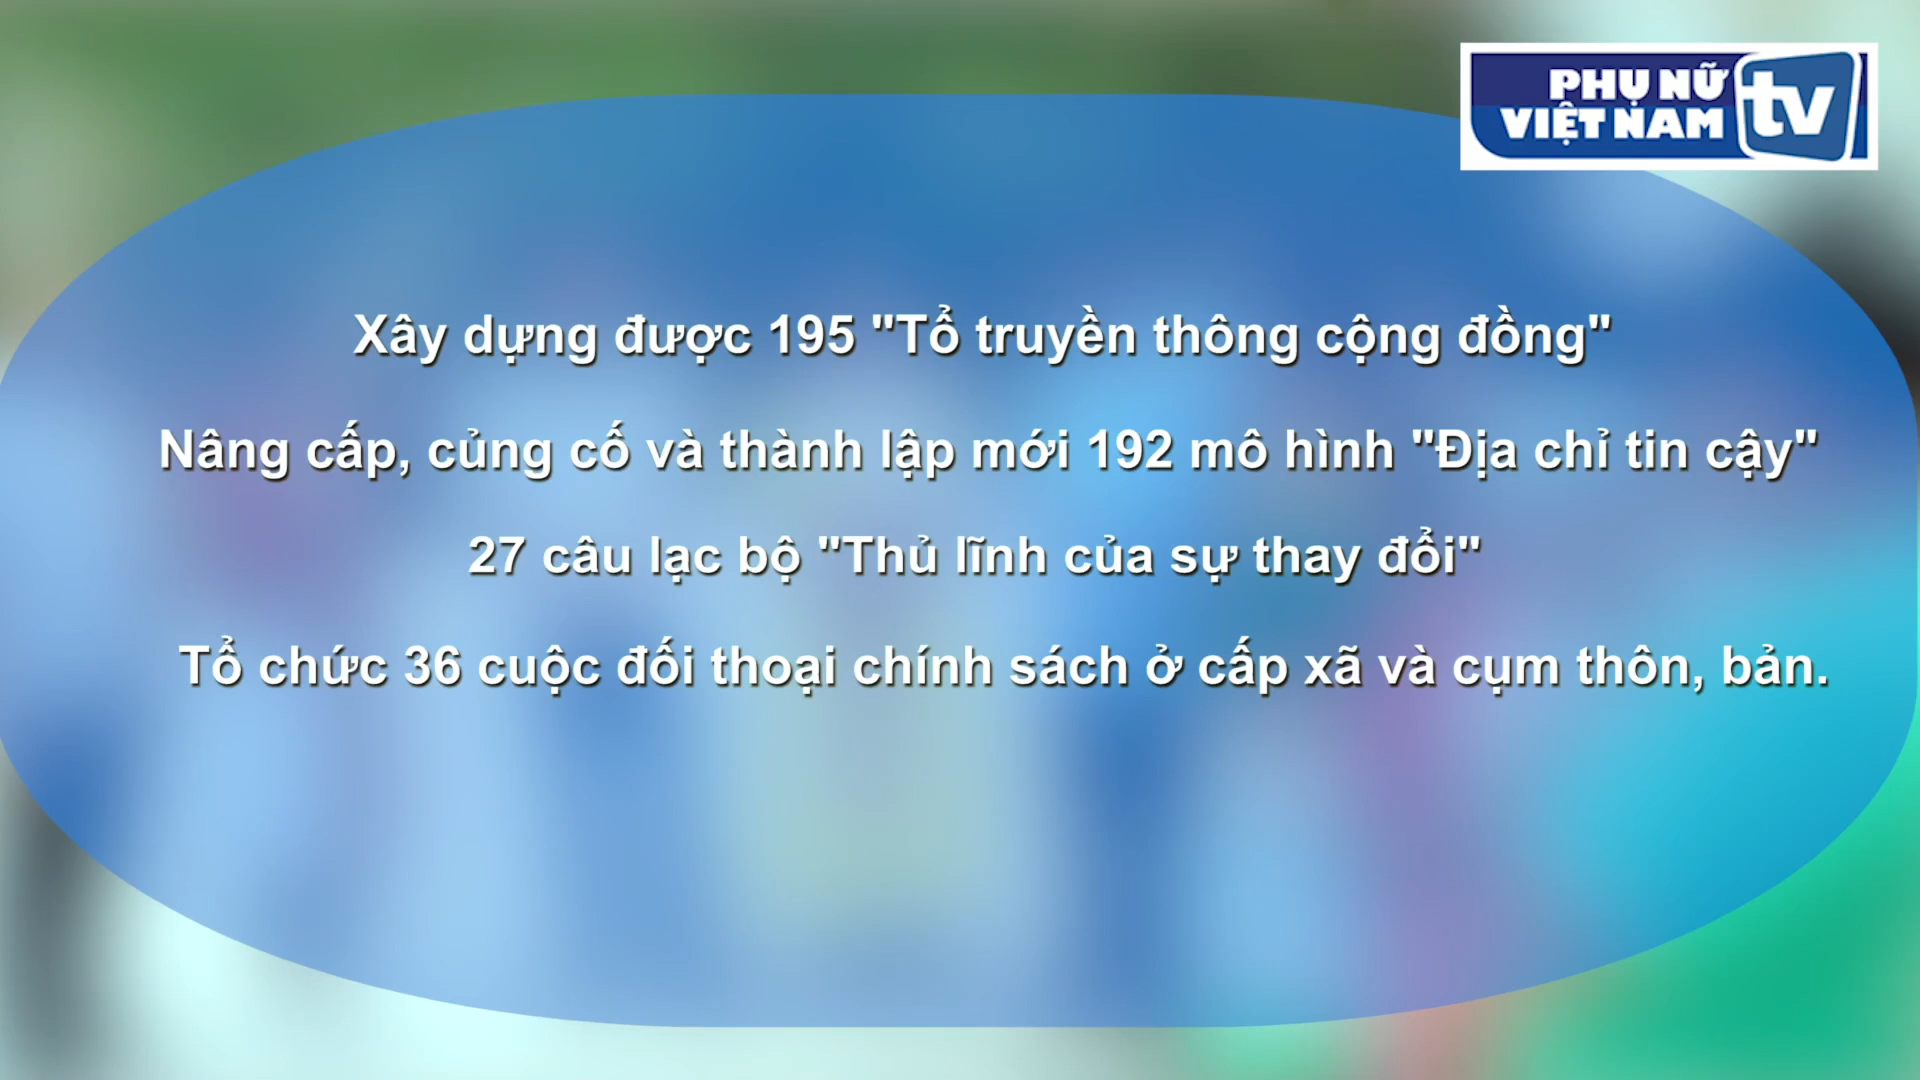 PHỤ NỮ
VIỆT NAM tv
Xây dựng được 195 "Tổ truyền thông cộng đồng"
Nâng cấp, củng cố và thành lập mới 192 mô hình "Địa chỉ tin cậy"
27 câu lạc bộ "Thủ lĩnh của sự thay đổi"
Tổ chức 36 cuộc đối thoại chính sách ở cấp xã và cụm thôn, bản.